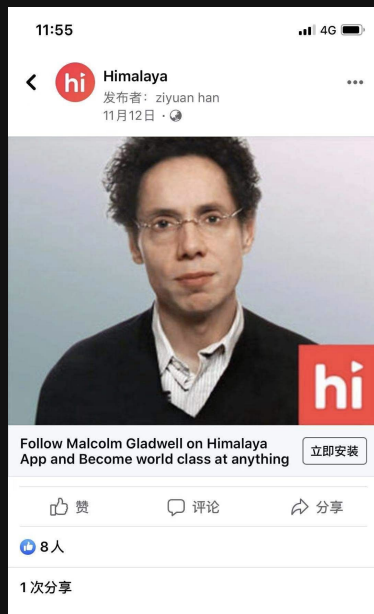 11:55
4G
hi
Himalaya
发布者：ziyuan han
11月12日 ·
hi
Follow Malcolm Gladwell on Himalaya
App and Become world class at anything
立即安装
赞
评论
分享
8人
1 次分享